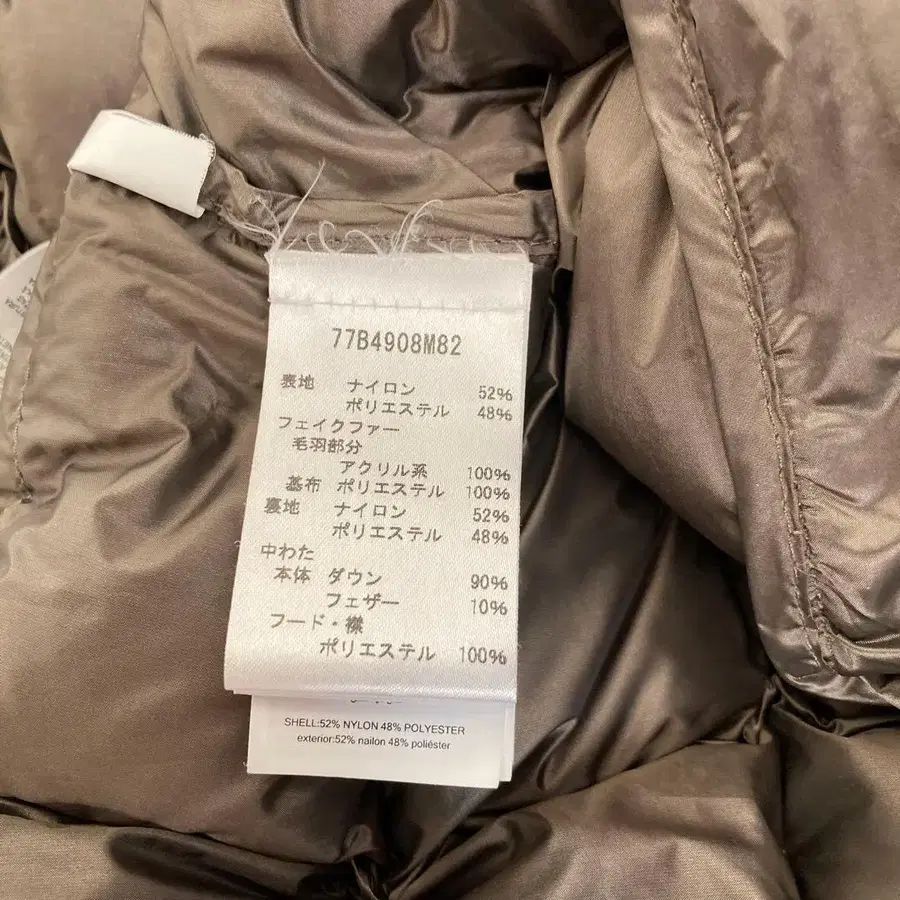 77B4908M82
表地 ナイロン 52%
ポリエステル 48%
フェイクファー
毛羽部分
アクリル系 100%
基布 ポリエステル 100%
裏地 ナイロン 52%
ポリエステル 48%
中わた
本体 ダウン 90%
フェザー 10%
フード・襟
ポリエステル 100%
SHELL:52% NYLON 48% POLYESTER
exterior:52% nailon 48% poliéster